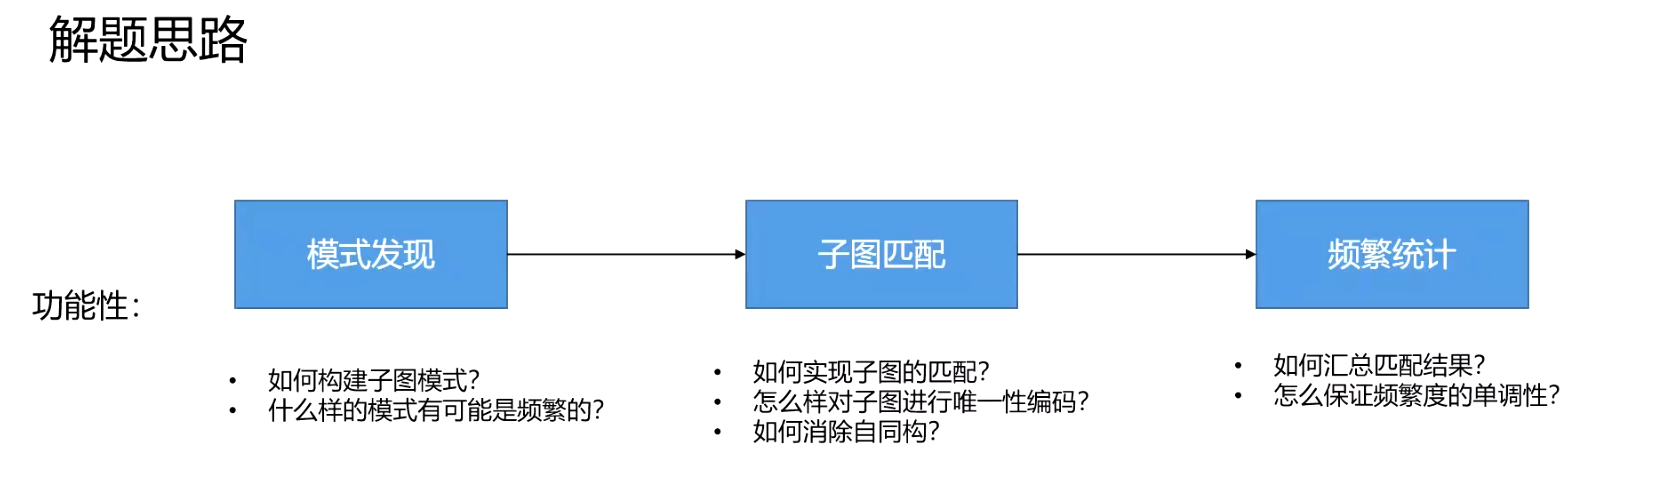 解题思路
功能性：
模式发现
• 如何构建子图模式？
• 什么样的模式有可能是频繁的？
子图匹配
• 如何实现子图的匹配？
• 怎么样对子图进行唯一性编码？
• 如何消除自同构？
频繁统计
• 如何汇总匹配结果？
• 怎么保证频繁度的单调性？